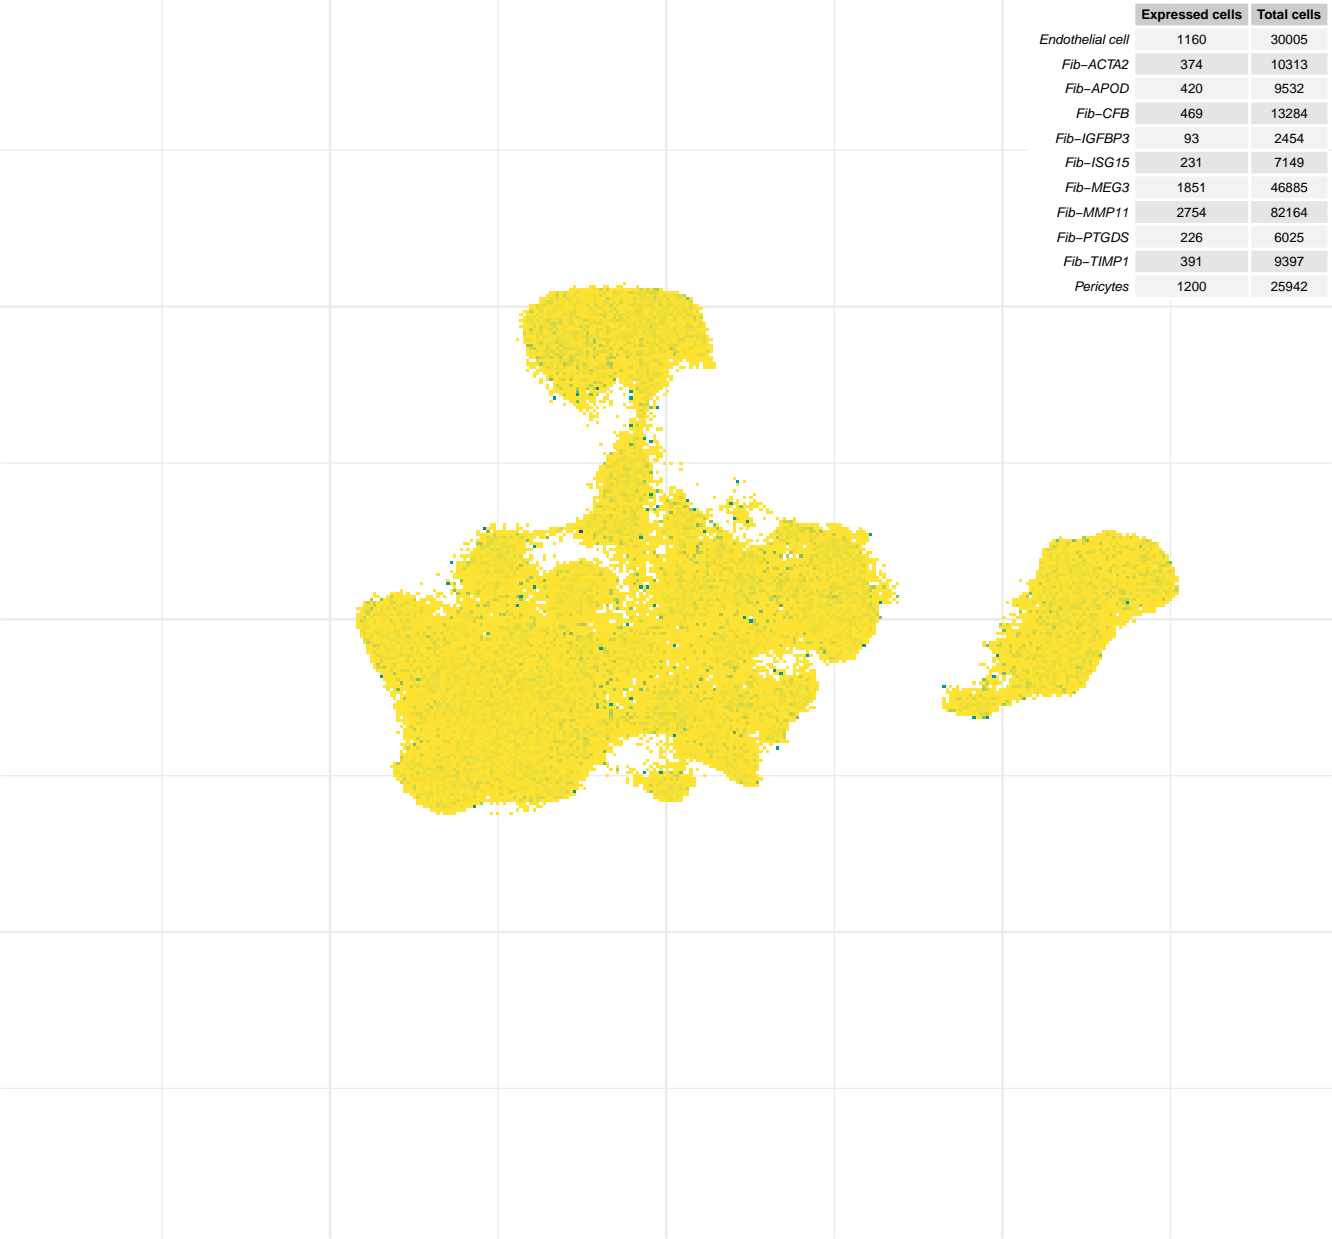 Expressed cells Total cells
Endothelial cell 1160 30005
Fib−ACTA2 374 10313
Fib−APOD 420 9532
Fib−CFB 469 13284
Fib−IGFBP3 93 2454
Fib−ISG15 231 7149
Fib−MEG3 1851 46885
Fib−MMP11 2754 82164
Fib−PTGDS 226 6025
Fib−TIMP1 391 9397
Pericytes 1200 25942